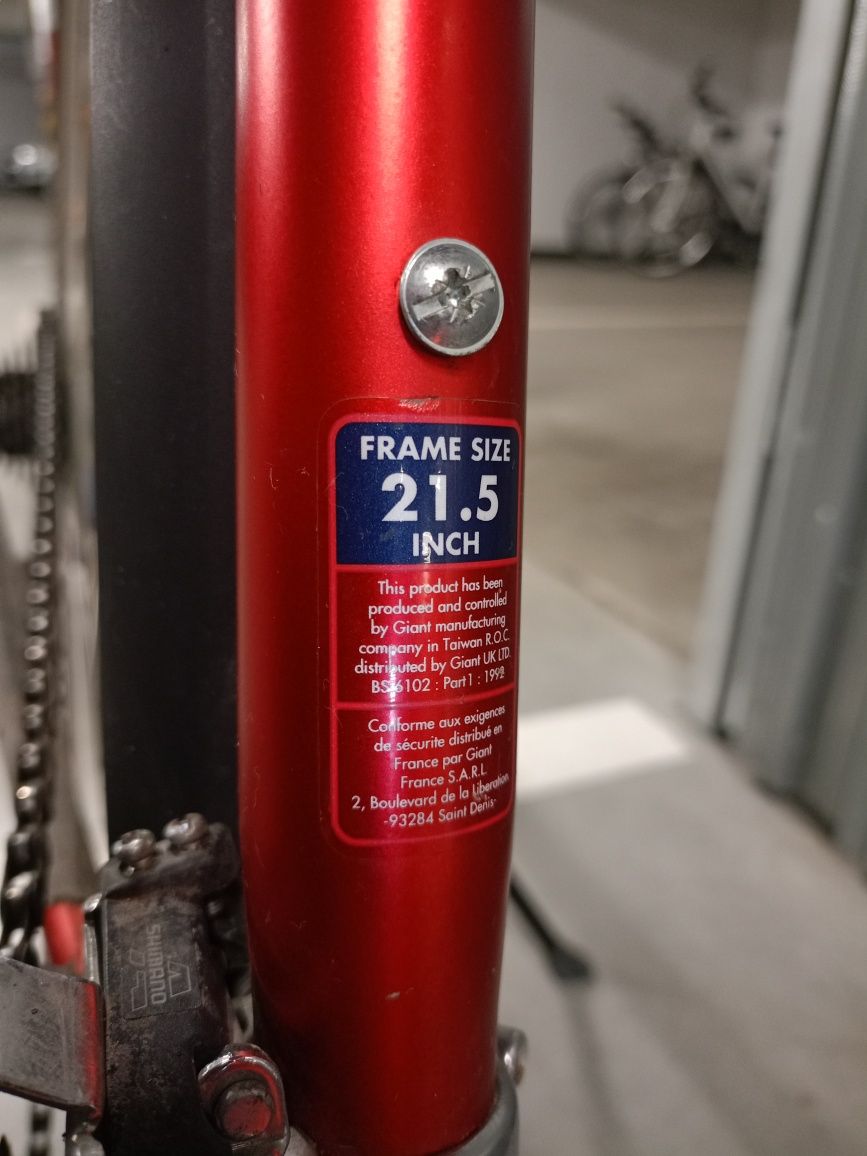 FRAME SIZE
21.5
INCH
This product has been
produced and controlled
by Giant manufacturing
company in Taiwan R.O.C.
distributed by Giant UK LTD.
BS 6102 : Part 1 :
Conforme aux exigences
de sécurite distribué en
France par Giant
France S.A.R.L.
2, Boulevard de la Liberation
-93284 Saint Denis-
SHIMANO